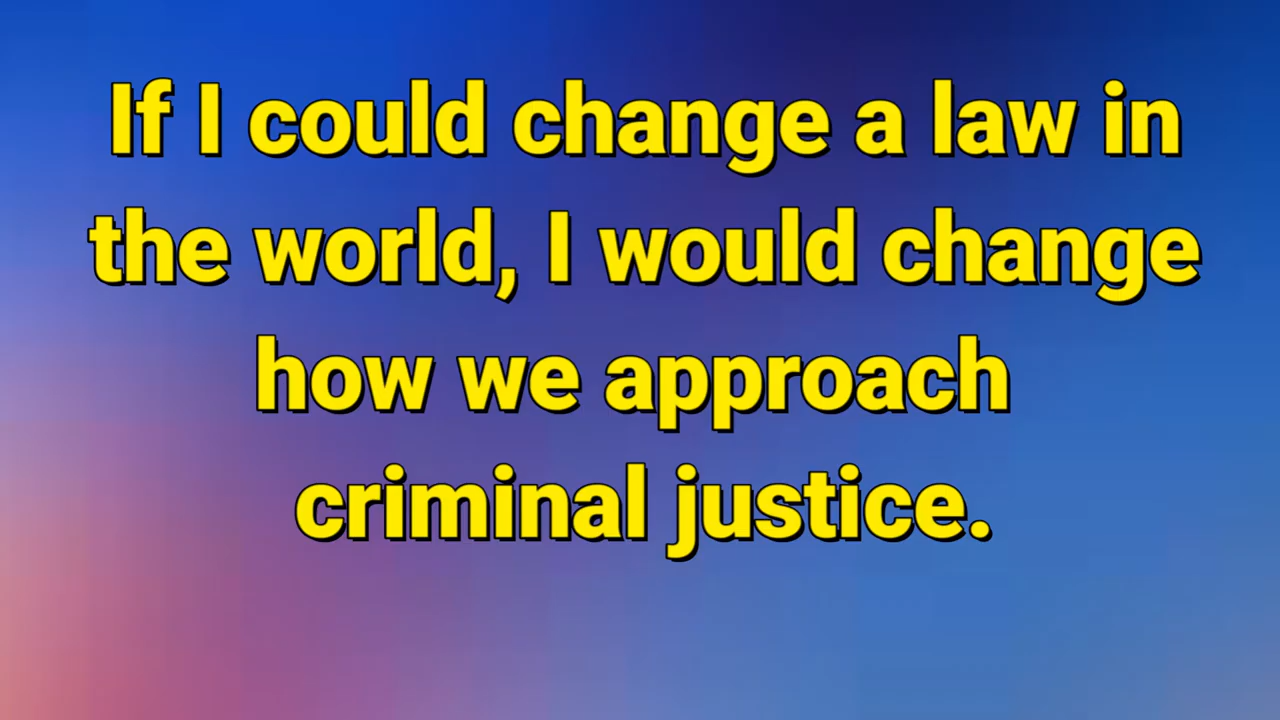 If I could change a law in
the world, I would change
how we approach
criminal justice.